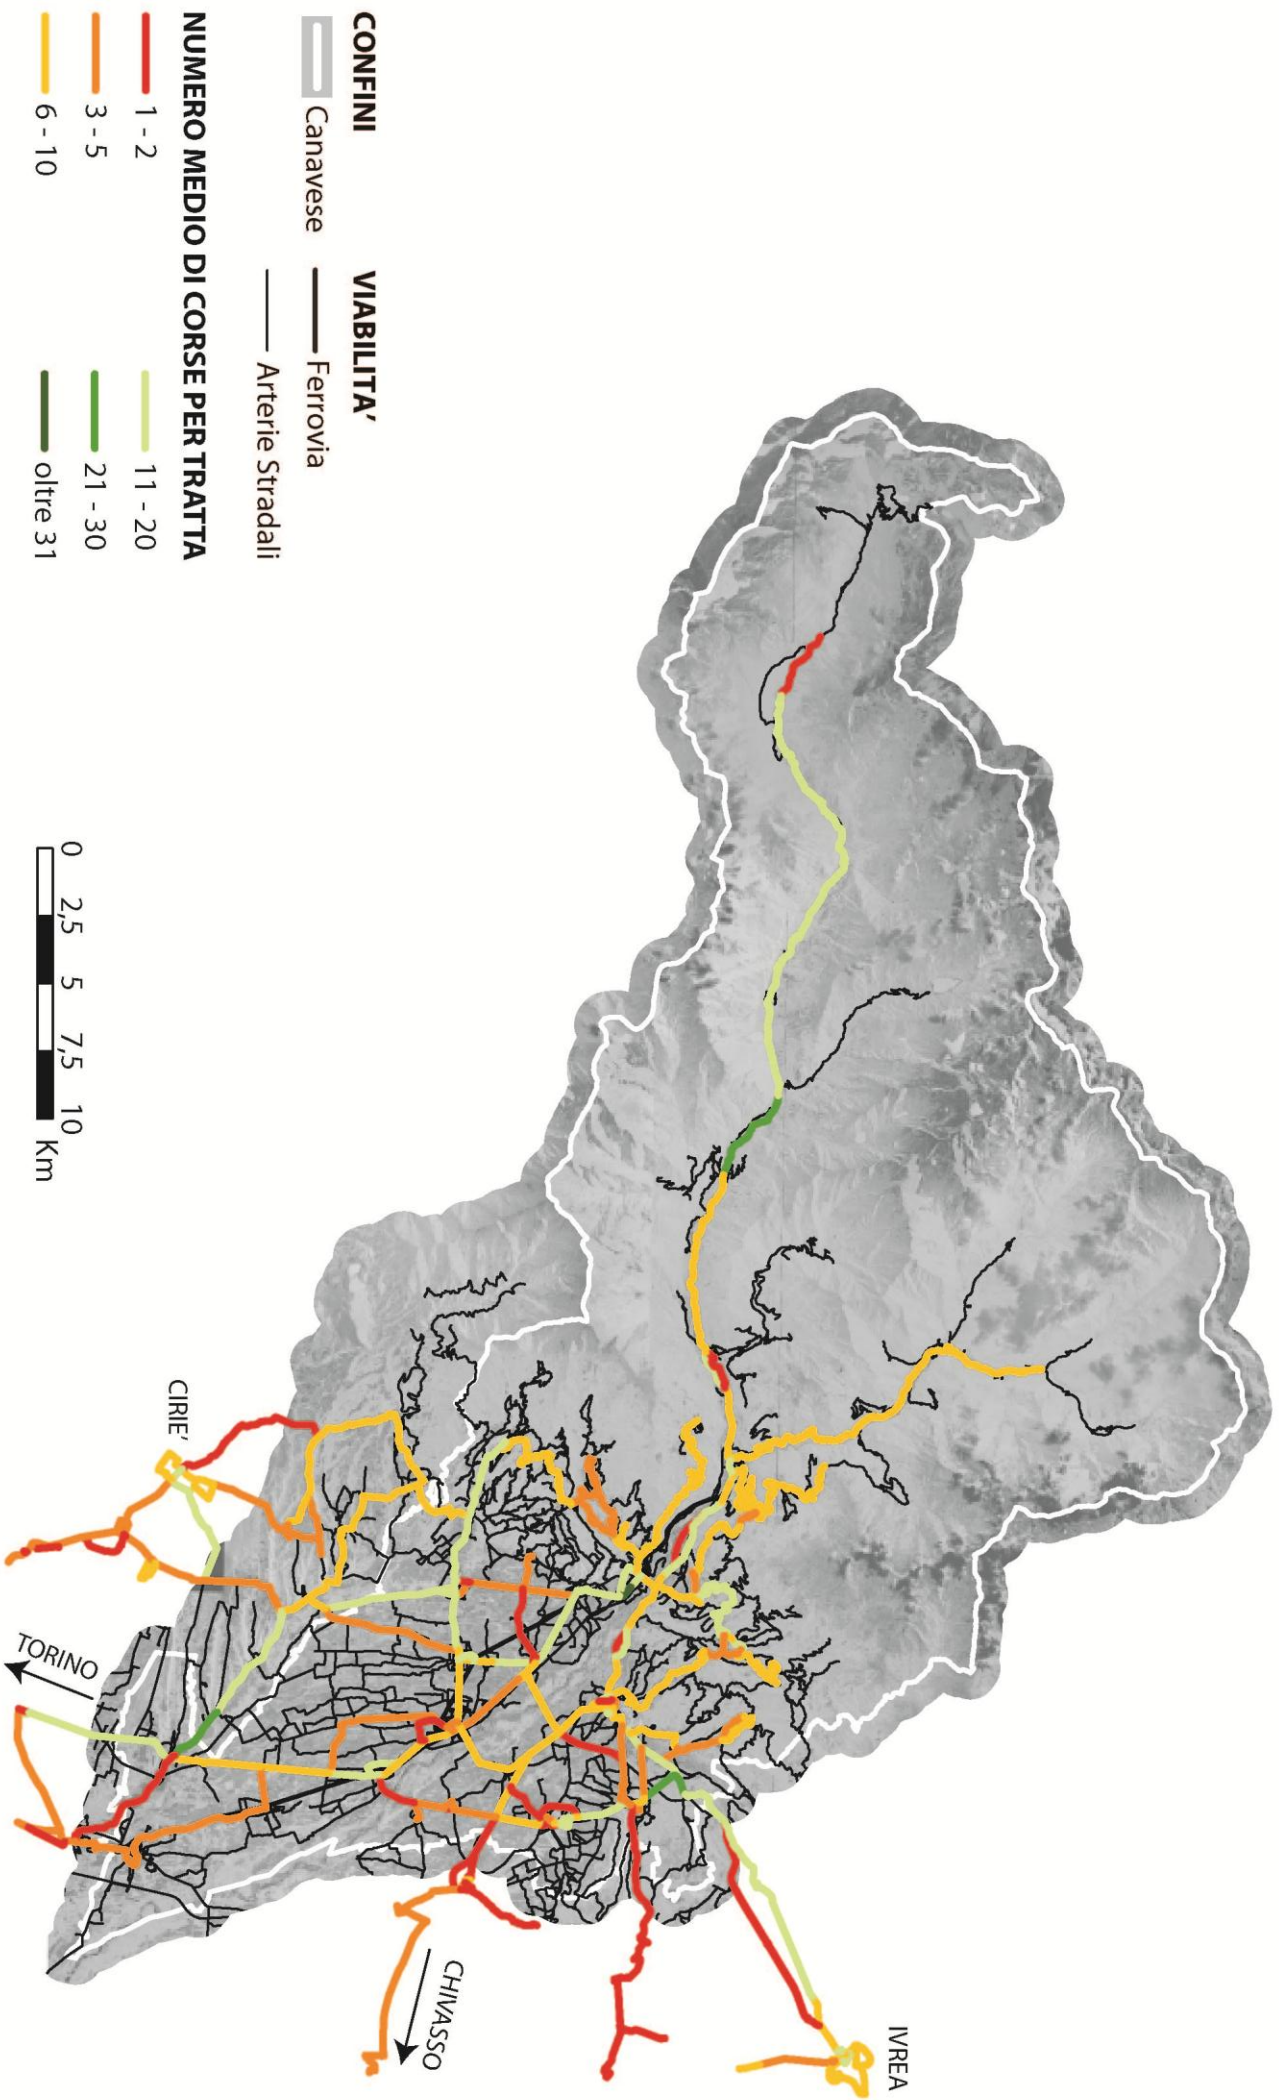 CONFINI
Canavese
VIABILITA'
Ferrovia
Arterie Stradali
NUMERO MEDIO DI CORSE PER TRATTA
1 - 2
3 - 5
6 - 10
11 - 20
21 - 30
oltre 31
0 2,5 5 7,5 10
Km
IVREA
CHIVASSO
CIRIE'
TORINO